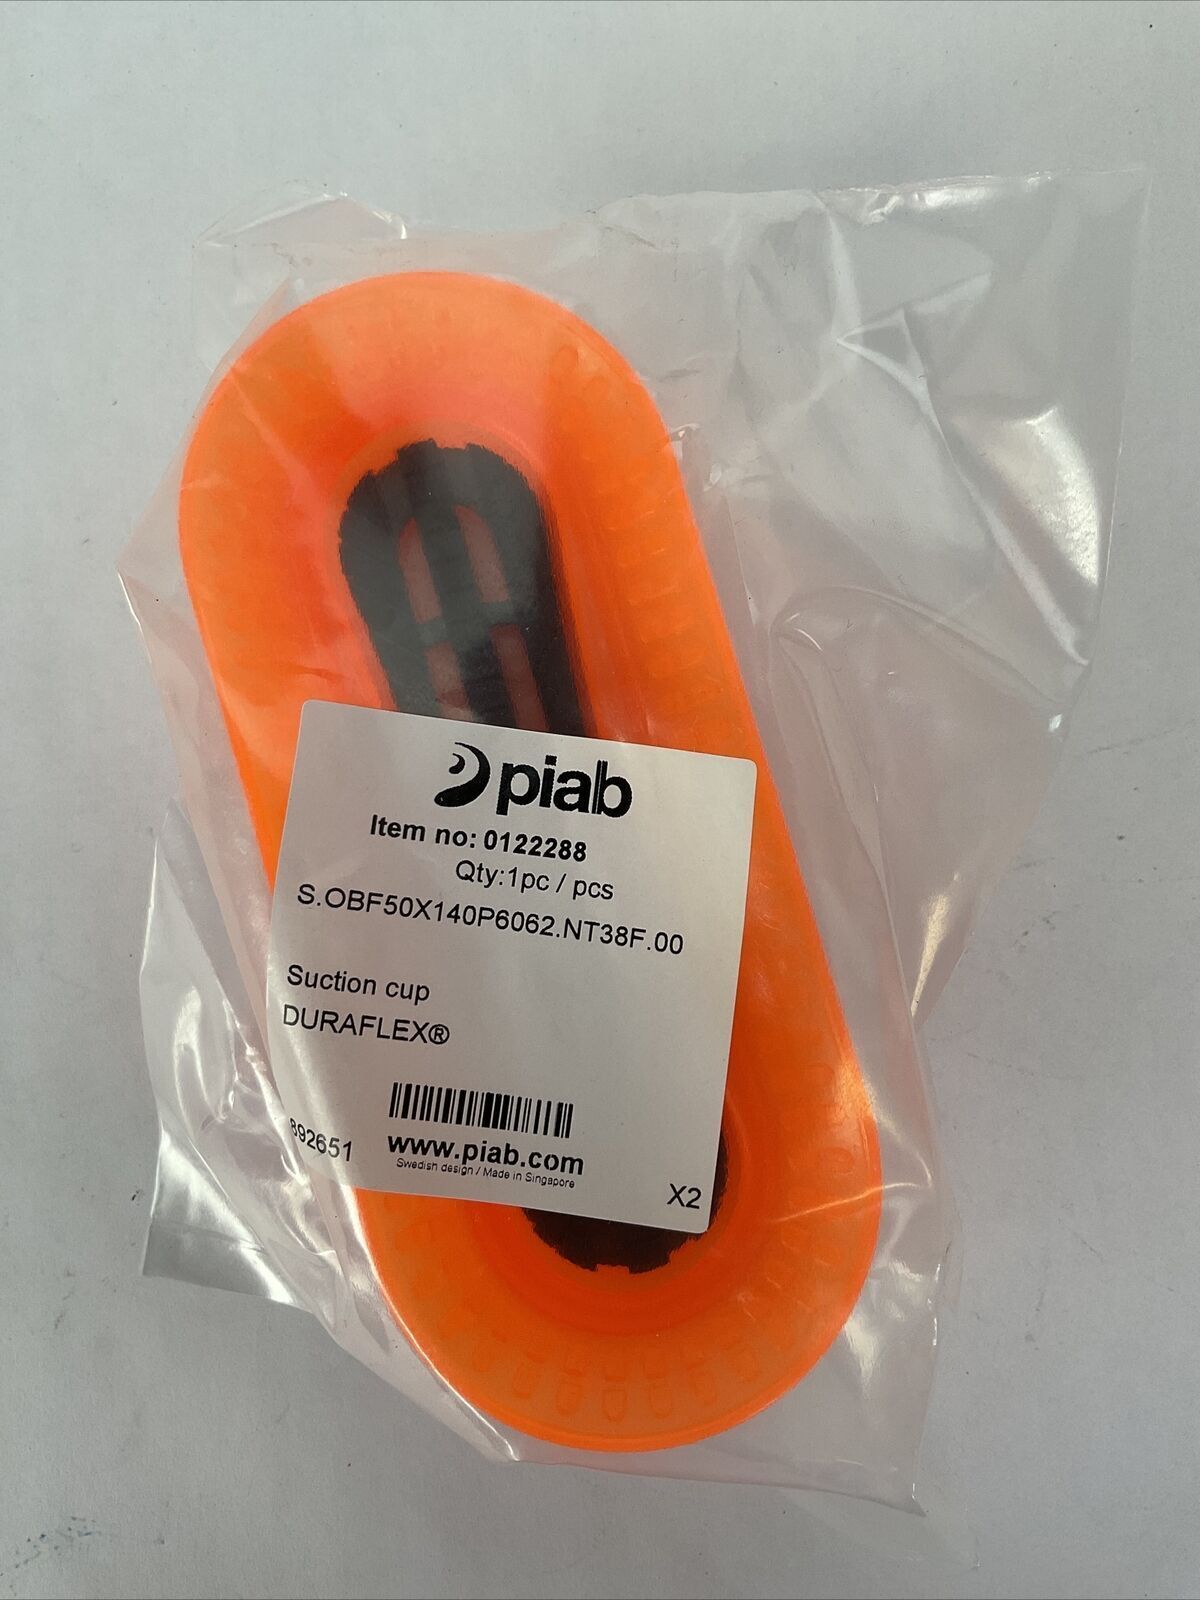 piab
Item no: 0122288
Qty:1pc / pcs
S.OBF50X140P6062.NT38F.00
Suction cup
DURAFLEX®
892651
www.piab.com
Swedish design / Made in Singapore
X2